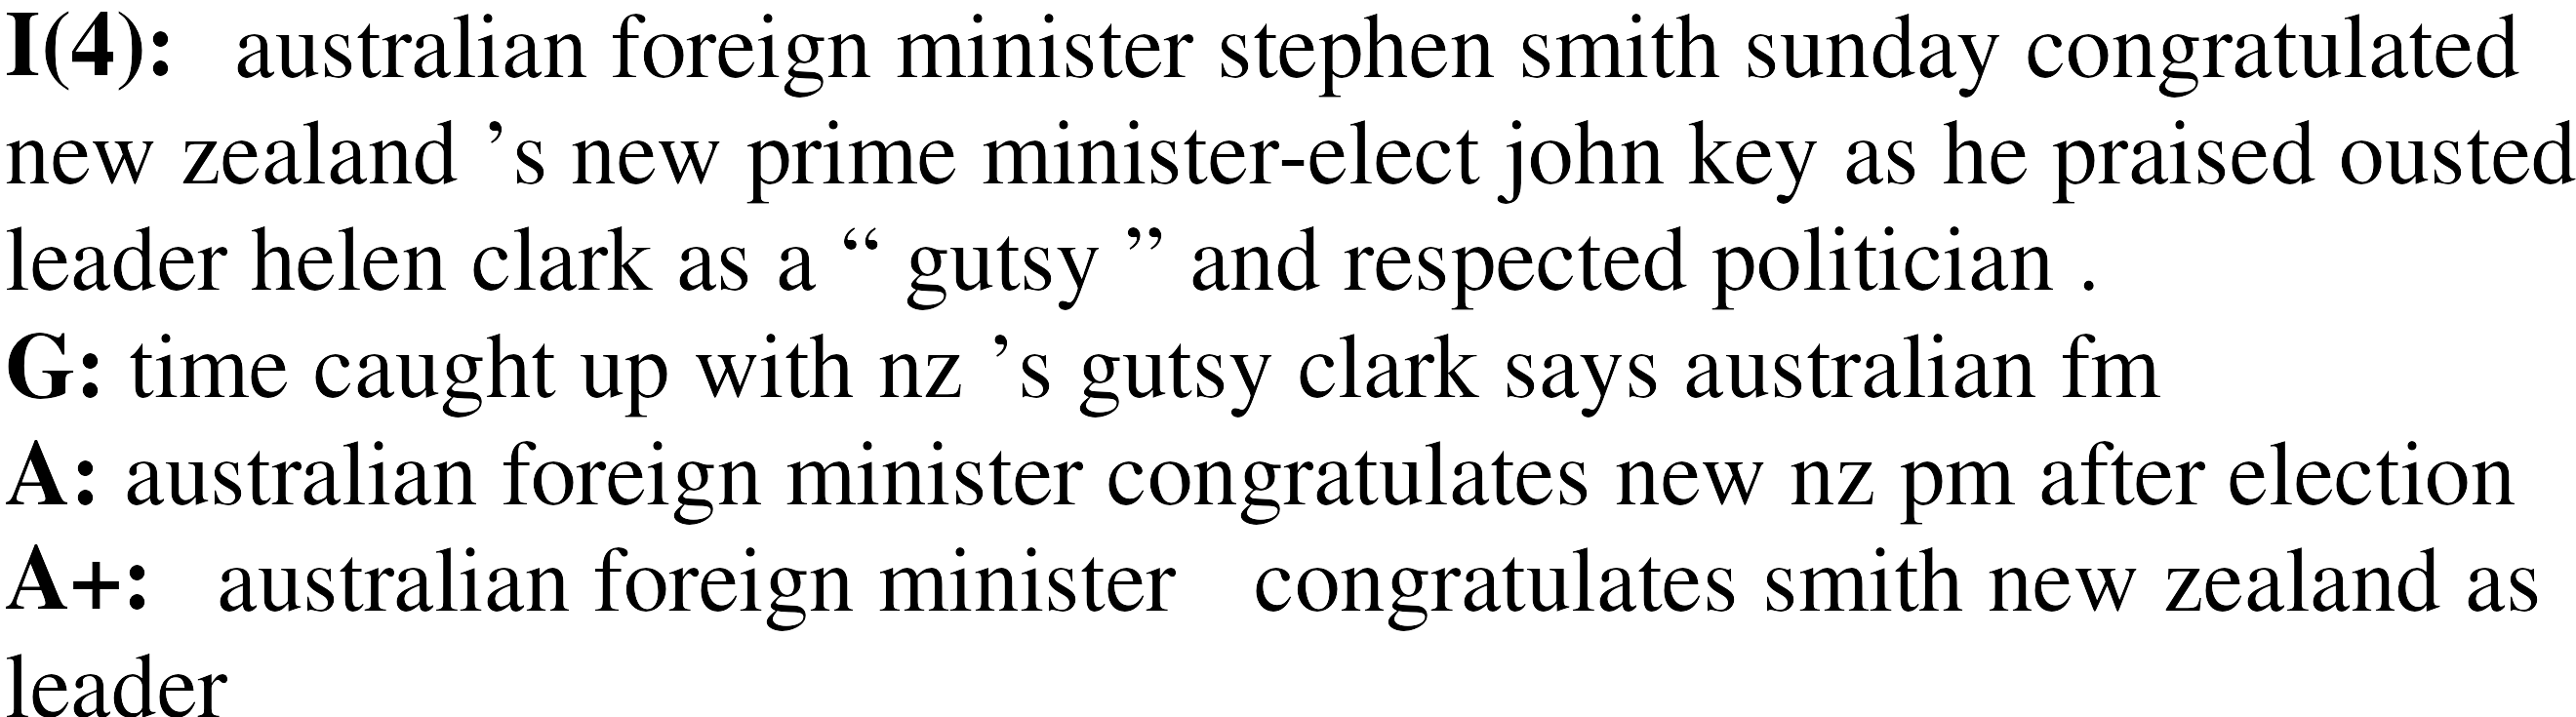 I(4): australian foreign minister stephen smith sunday congratulated
new zealand ’s new prime minister-elect john key as he praised ousted
leader helen clark as a “ gutsy ” and respected politician .
G: time caught up with nz ’s gutsy clark says australian fm
A: australian foreign minister congratulates new nz pm after election
A+: australian foreign minister congratulates smith new zealand as
leader